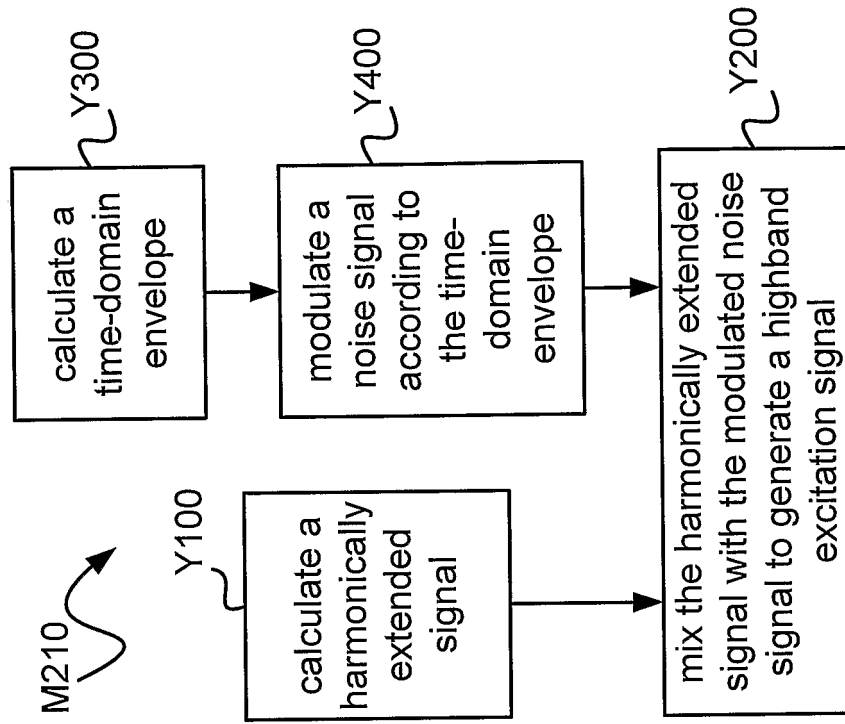 M210
Y100
calculate a
harmonically
extended
signal
Y300
calculate a
time-domain
envelope
Y400
modulate a
noise signal
according to
the time-
domain
envelope
Y200
mix the harmonically extended
signal with the modulated noise
signal to generate a highband
excitation signal